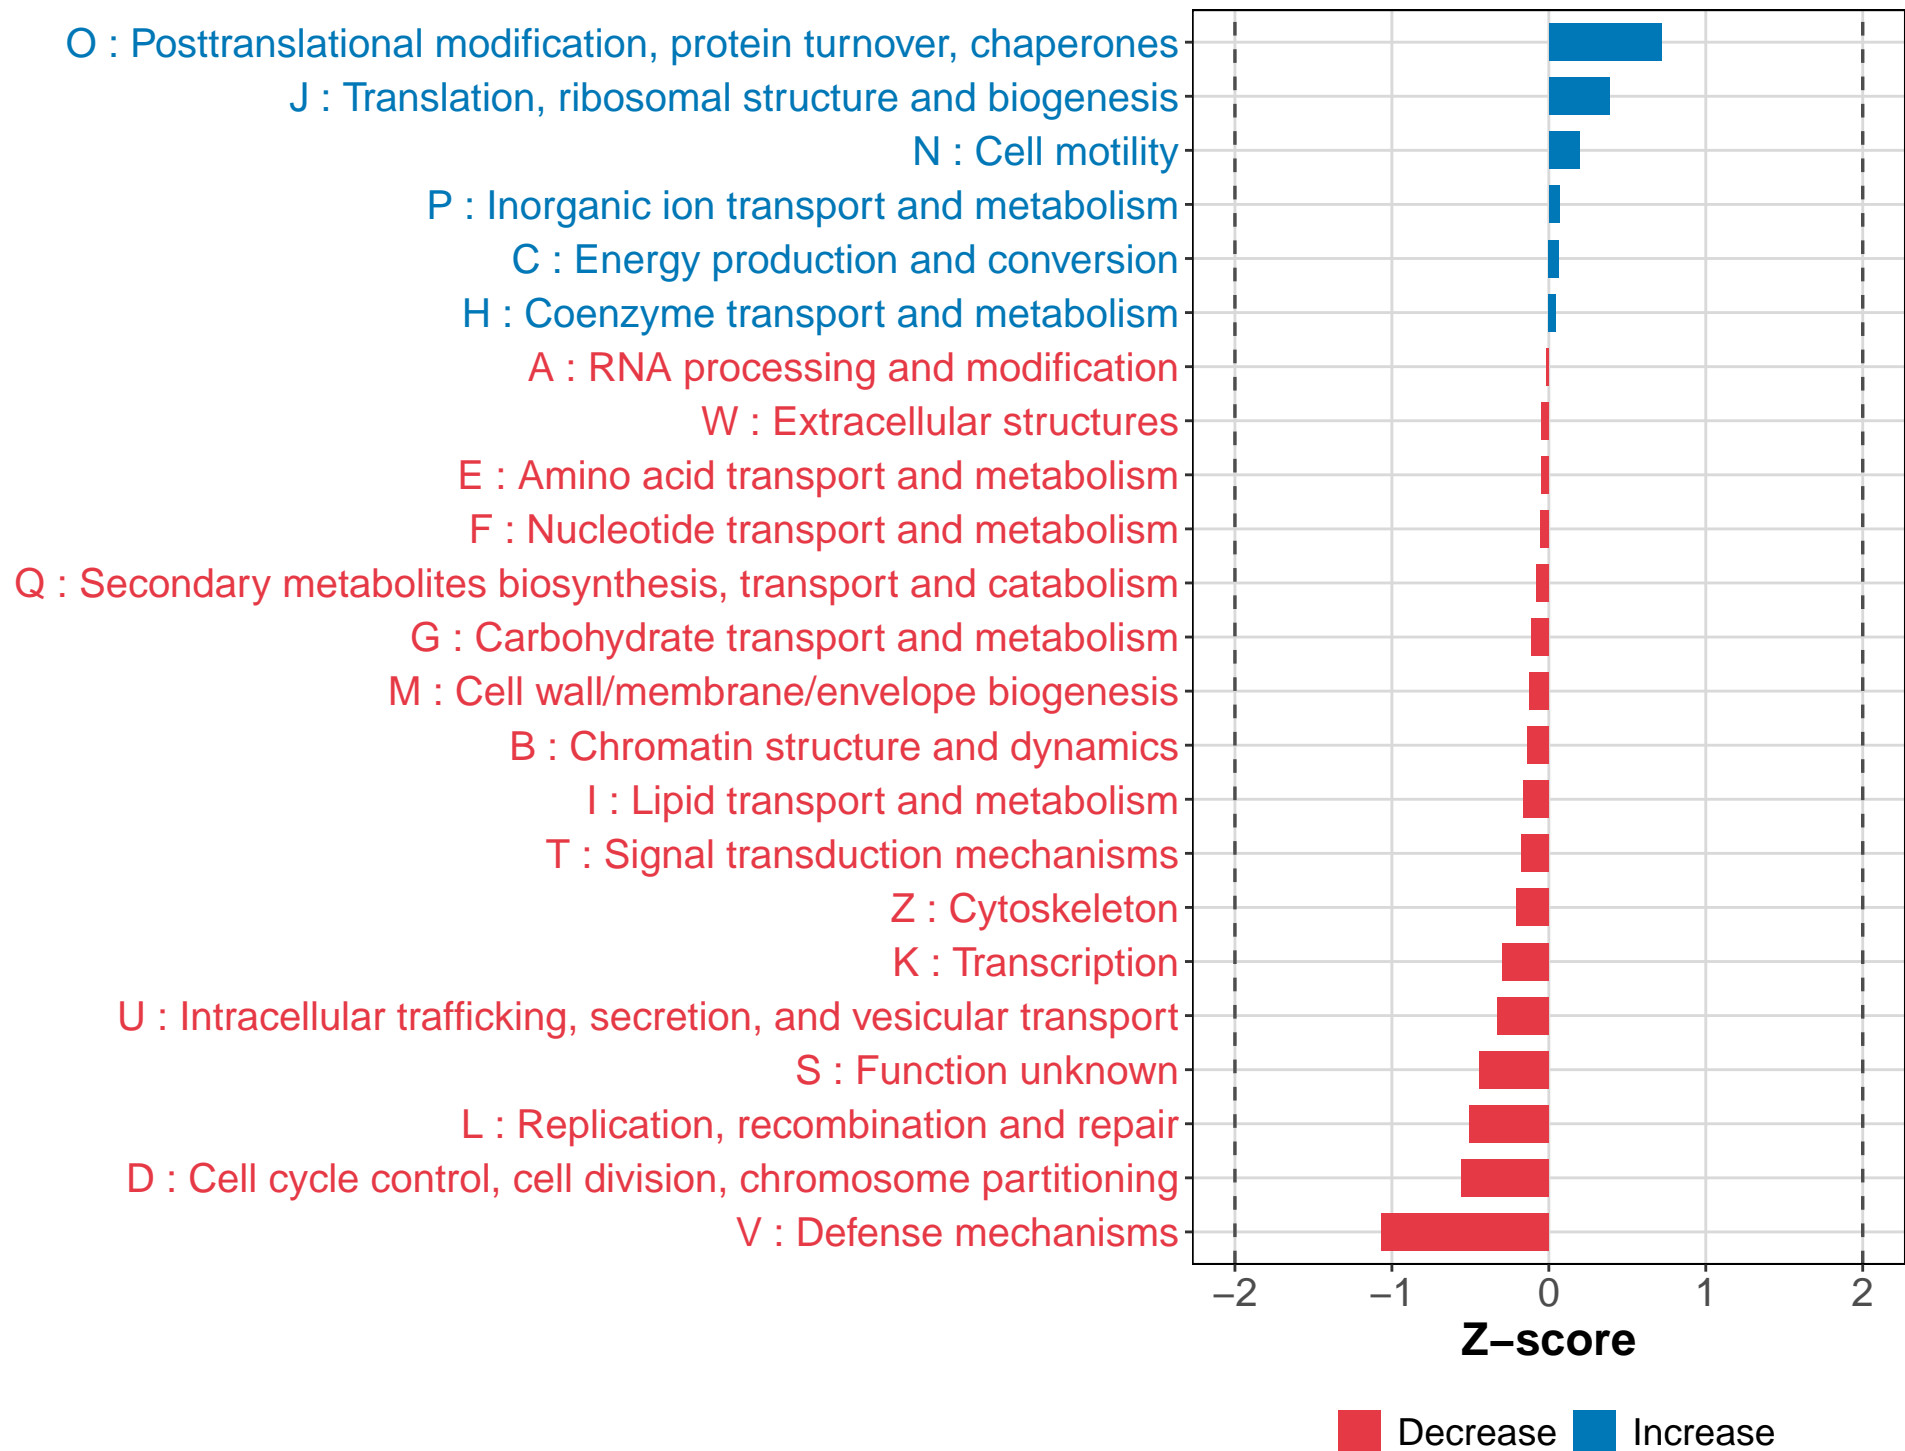 O : Posttranslational modification, protein turnover, chaperones
J : Translation, ribosomal structure and biogenesis
N : Cell motility
P : Inorganic ion transport and metabolism
C : Energy production and conversion
H : Coenzyme transport and metabolism
A : RNA processing and modification
W : Extracellular structures
E : Amino acid transport and metabolism
F : Nucleotide transport and metabolism
Q : Secondary metabolites biosynthesis, transport and catabolism
G : Carbohydrate transport and metabolism
M : Cell wall/membrane/envelope biogenesis
B : Chromatin structure and dynamics
I : Lipid transport and metabolism
T : Signal transduction mechanisms
Z : Cytoskeleton
K : Transcription
U : Intracellular trafficking, secretion, and vesicular transport
S : Function unknown
L : Replication, recombination and repair
D : Cell cycle control, cell division, chromosome partitioning
V : Defense mechanisms
−2 −1 0 1 2
Z−score
Decrease Increase